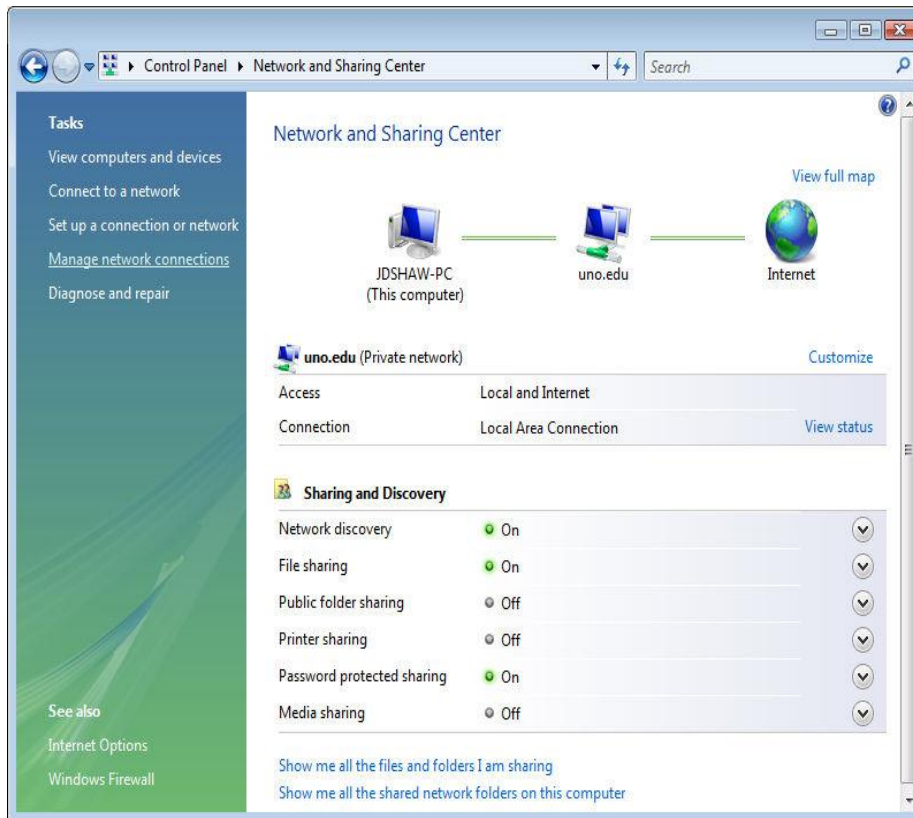 Control Panel Network and Sharing Center
Search
Tasks
View computers and devices
Connect to a network
Set up a connection or network
Manage network connections
Diagnose and repair
See also
Internet Options
Windows Firewall
Network and Sharing Center
View full map
JDSHAW-PC
(This computer)
uno.edu
Internet
uno.edu (Private network) Customize
Access Local and Internet
Connection Local Area Connection View status
Sharing and Discovery
Network discovery On
File sharing On
Public folder sharing Off
Printer sharing Off
Password protected sharing On
Media sharing Off
Show me all the files and folders I am sharing
Show me all the shared network folders on this computer